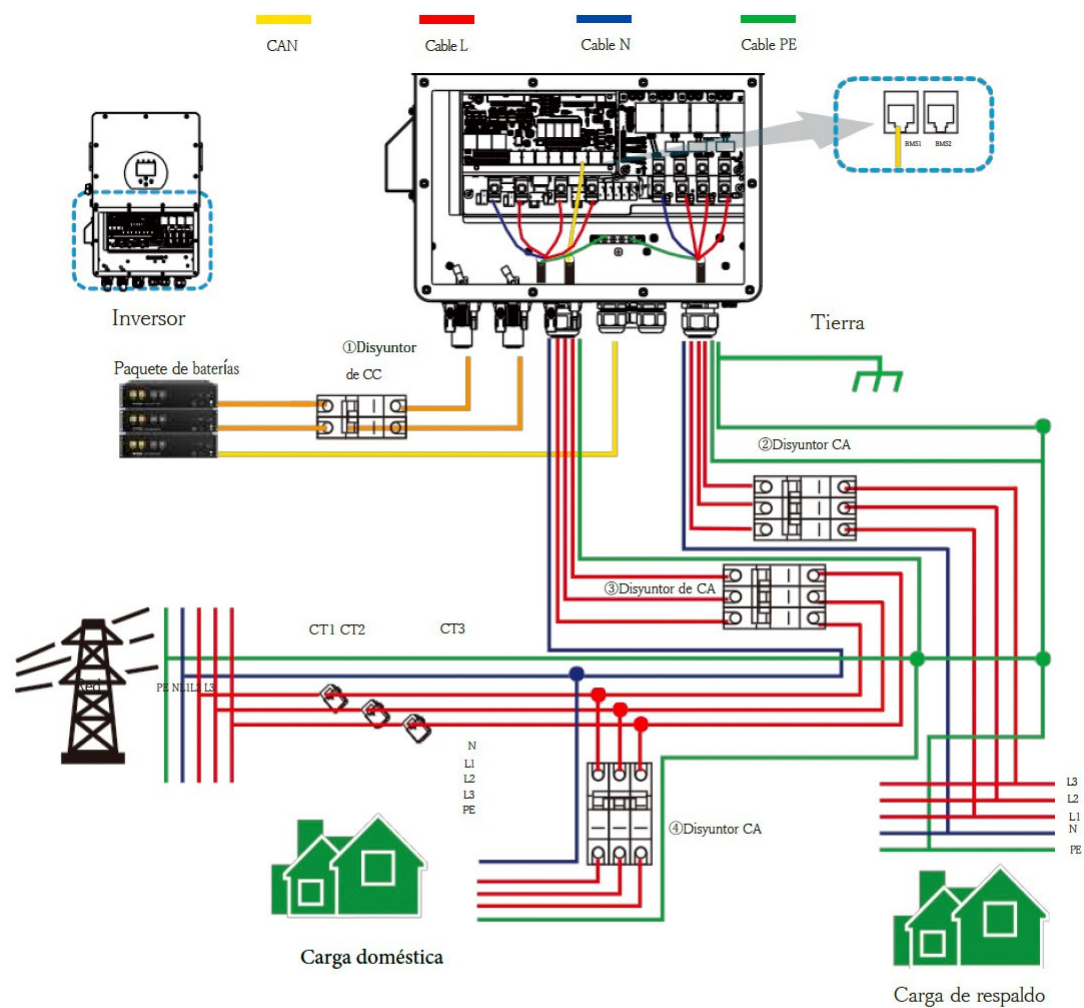 CAN
Cable L
Cable N
Cable PE
BMS1
BMS2
Inversor
Tierra
①Disyuntor
de CC
Paquete de baterías
②Disyuntor CA
③Disyuntor de CA
CT1 CT2
CT3
Red
PE NL1L2 L3
N
L1
L2
L3
PE
④Disyuntor CA
L3
L2
L1
N
PE
Carga doméstica
Carga de respaldo